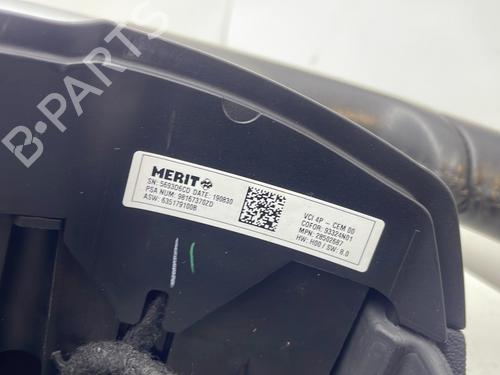 MERIT
SN: 5693D6CD DATE: 190830
PSA NUM: 98167370ZD
ASW: 6351791008
VCI 4P - CEM 00
COFOR: 93324N01
MPN: 28502687
HW: H00 / SW: 8.0
B-PARTS